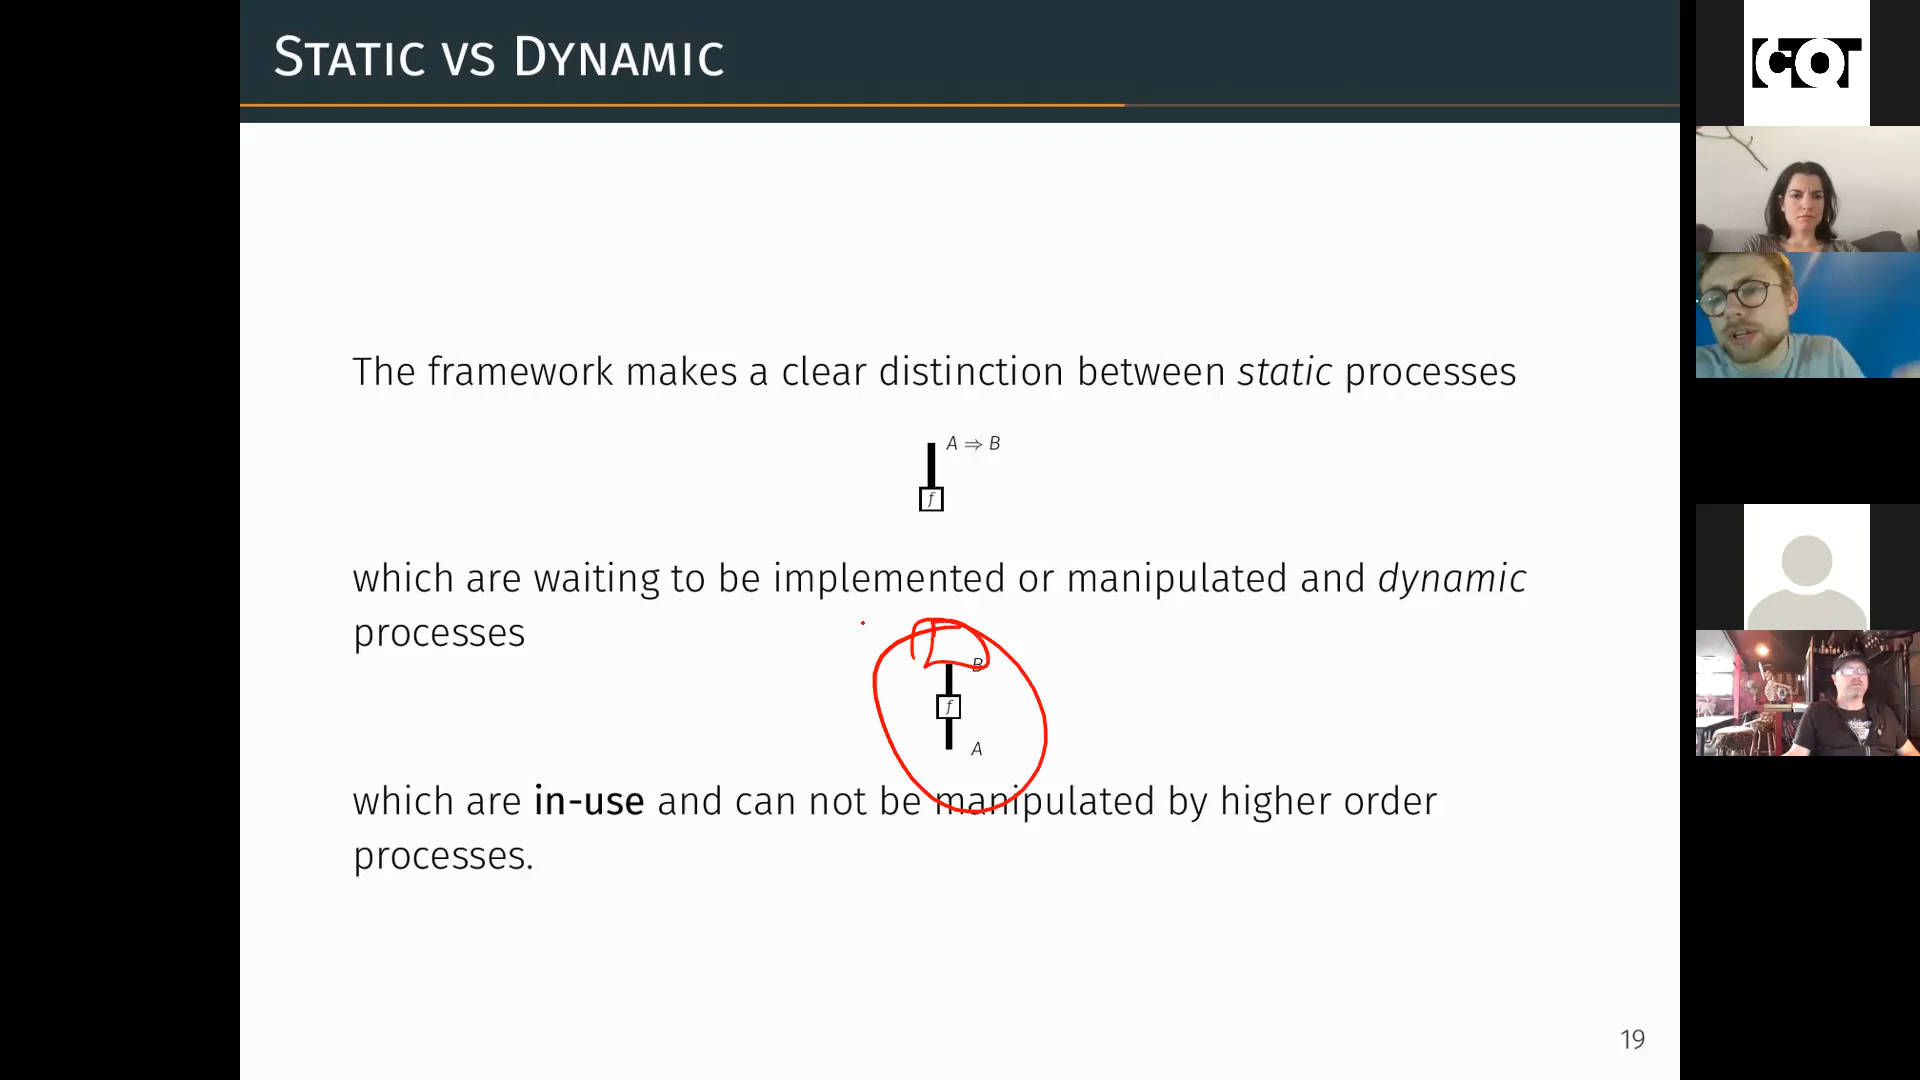 STATIC VS DYNAMIC
CQT
The framework makes a clear distinction between static processes
A ⇒ B
f
which are waiting to be implemented or manipulated and dynamic
processes
B
f
A
which are in-use and can not be manipulated by higher order
processes.
19